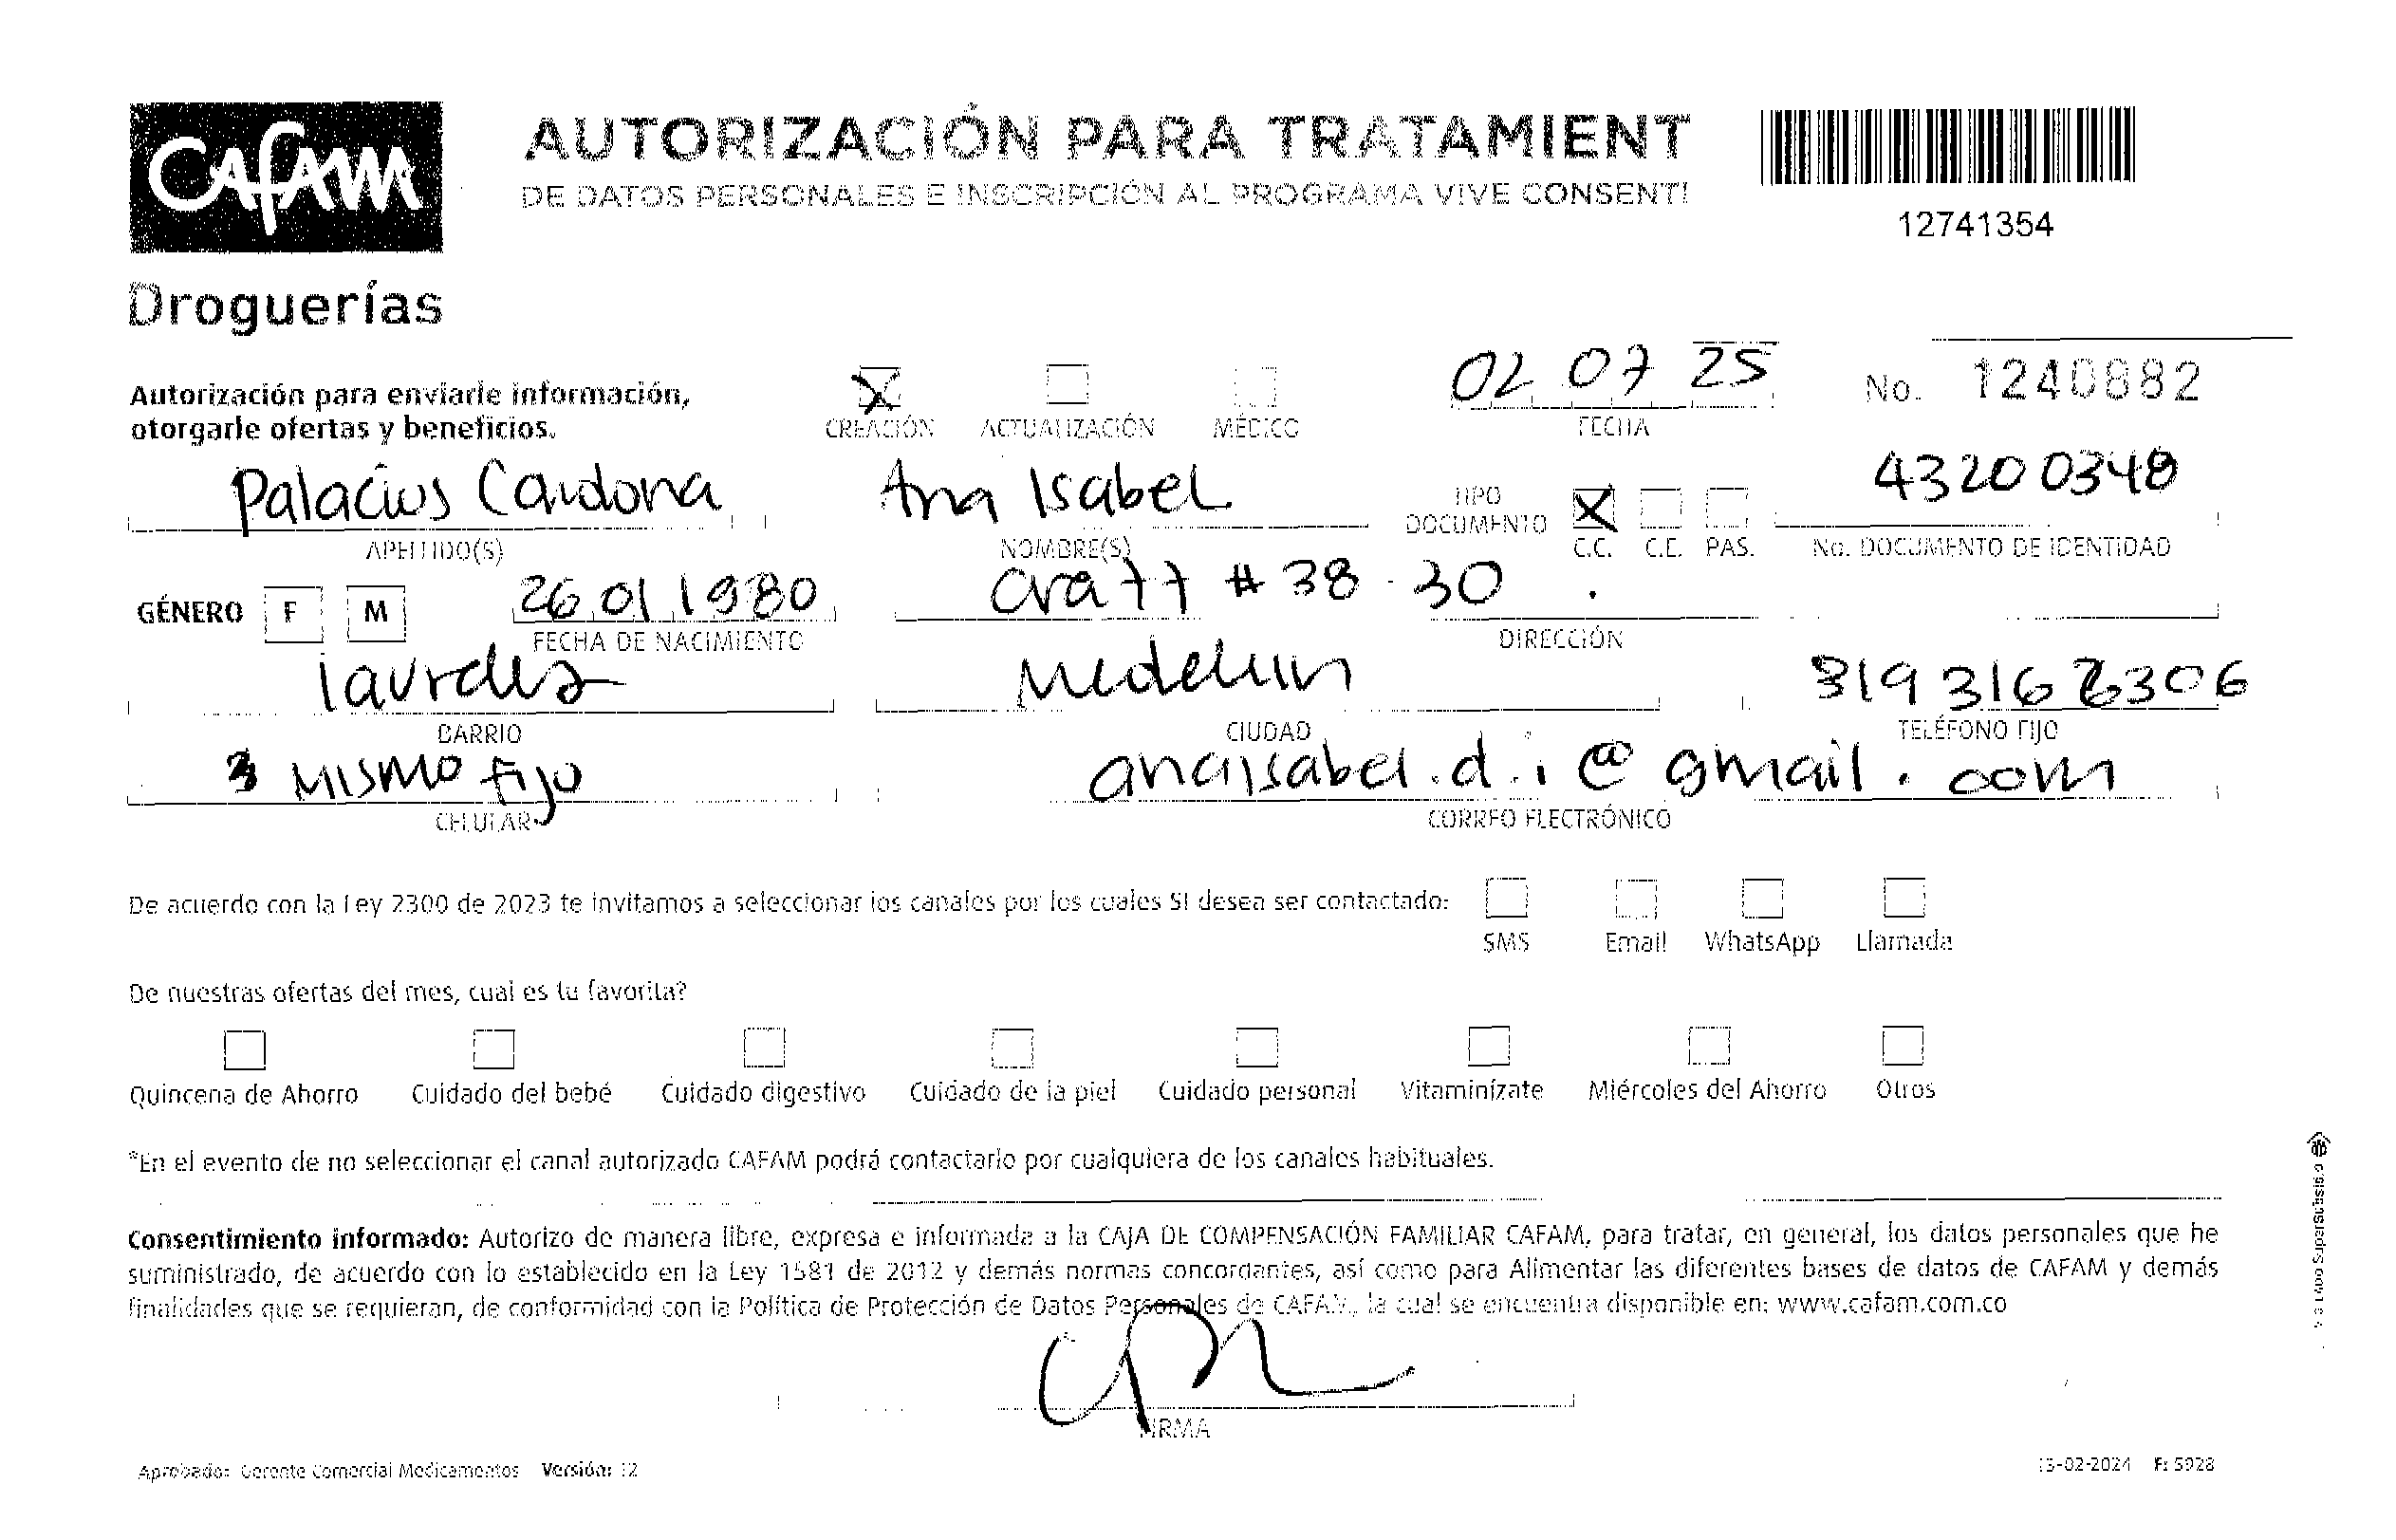 Cafam
AUTORIZACIÓN PARA TRATAMIENT
DE DATOS PERSONALES E INSCRIPCIÓN AL PROGRAMA VIVE CONSENTI
12741354
Droguerías
Autorización para enviarle información,
otorgarle ofertas y beneficios.
X
CREACIÓN ACTUALIZACIÓN MÉDICO
02 07 25
FECHA
No. 1240882
Palacius Cardona Ana Isabel
APELLIDO(S) NOMBRE(S)
TIPO
DOCUMENTO
X
C.C. C.E. PAS.
43200348
No. DOCUMENTO DE IDENTIDAD
GÉNERO F M
26 01 1980
FECHA DE NACIMIENTO
cra 77 # 38 - 30
DIRECCIÓN
laureles Medellin 319 316 6306
BARRIO CIUDAD TELÉFONO FIJO
Mismo fijo anaisabel.d.i@gmail.com
CELULAR CORREO ELECTRÓNICO
De acuerdo con la Ley 2300 de 2023 te invitamos a seleccionar los canales por los cuales SI desea ser contactado:
SMS Email WhatsApp Llamada
De nuestras ofertas del mes, cual es tu favorita?
Quincena de Ahorro Cuidado del bebé Cuidado digestivo Cuidado de la piel Cuidado personal Vitaminízate Miércoles del Ahorro Otros
*En el evento de no seleccionar el canal autorizado CAFAM podrá contactarlo por cualquiera de los canales habituales.
Consentimiento informado: Autorizo de manera libre, expresa e informada a la CAJA DE COMPENSACIÓN FAMILIAR CAFAM, para tratar, en general, los datos personales que he
suministrado, de acuerdo con lo establecido en la Ley 1581 de 2012 y demás normas concordantes, así como para Alimentar las diferentes bases de datos de CAFAM y demás
finalidades que se requieran, de conformidad con la Política de Protección de Datos Personales de CAFAM, la cual se encuentra disponible en: www.cafam.com.co
FIRMA
Aprobado: Gerente Comercial Medicamentos Versión: 12
15-02-2024 F: 5928